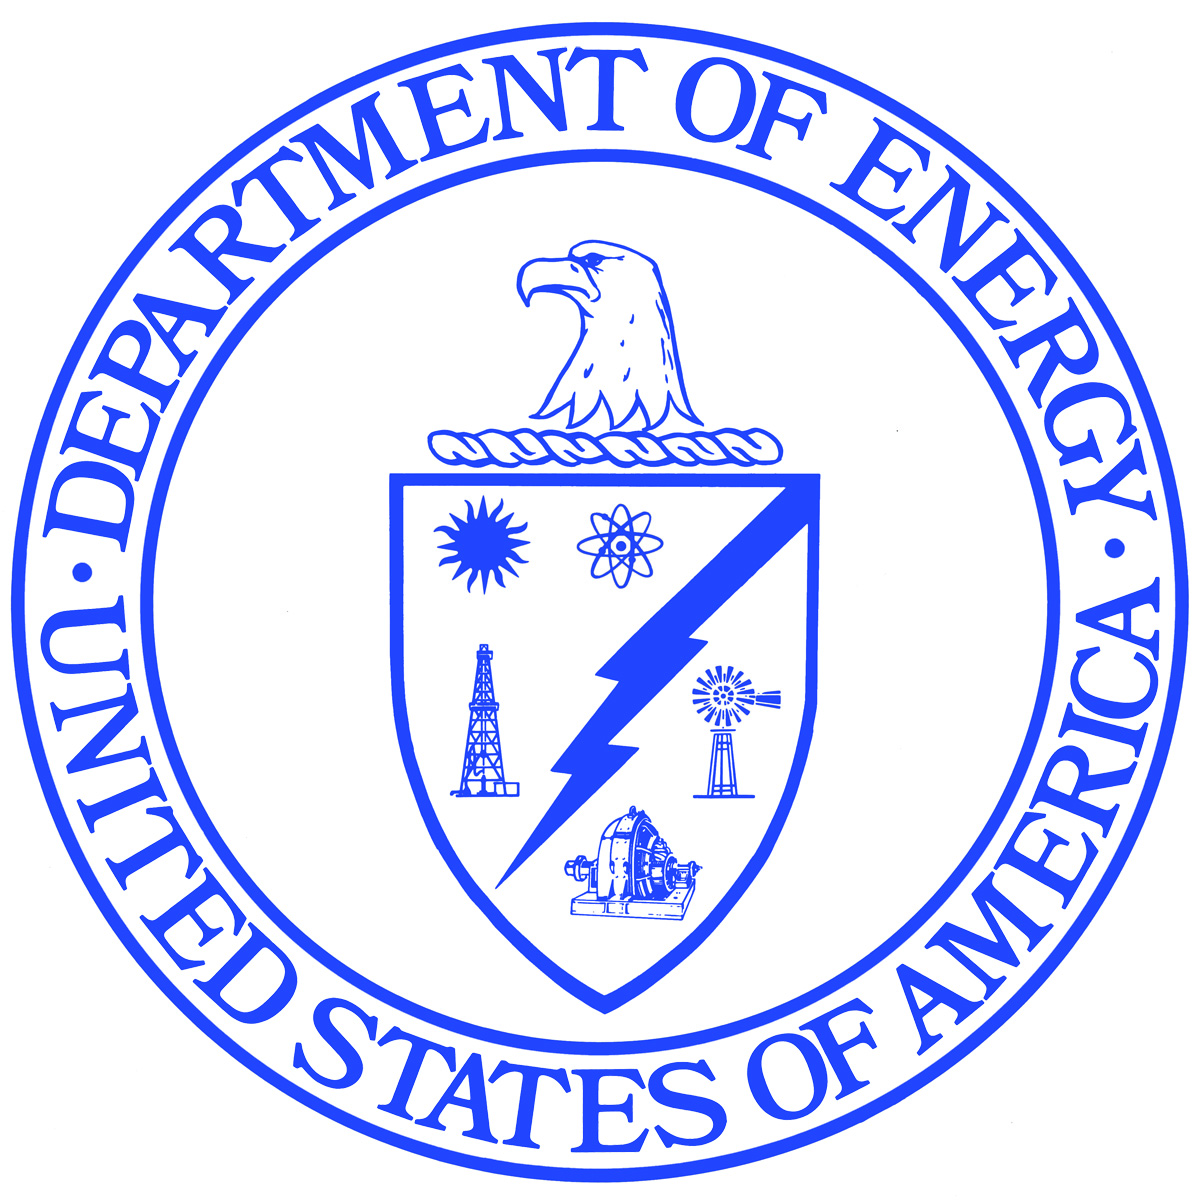 DEPARTMENT OF ENERGY
UNITED STATES OF AMERICA